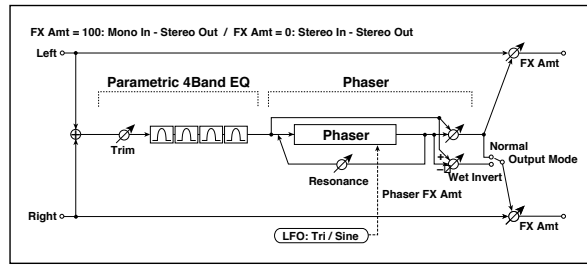 FX Amt = 100: Mono In - Stereo Out / FX Amt = 0: Stereo In - Stereo Out
Left
FX Amt
Parametric 4Band EQ
Phaser
Phaser
Trim
Resonance
+
−
Normal
Output Mode
Wet Invert
Phaser FX Amt
Right
FX Amt
LFO: Tri / Sine